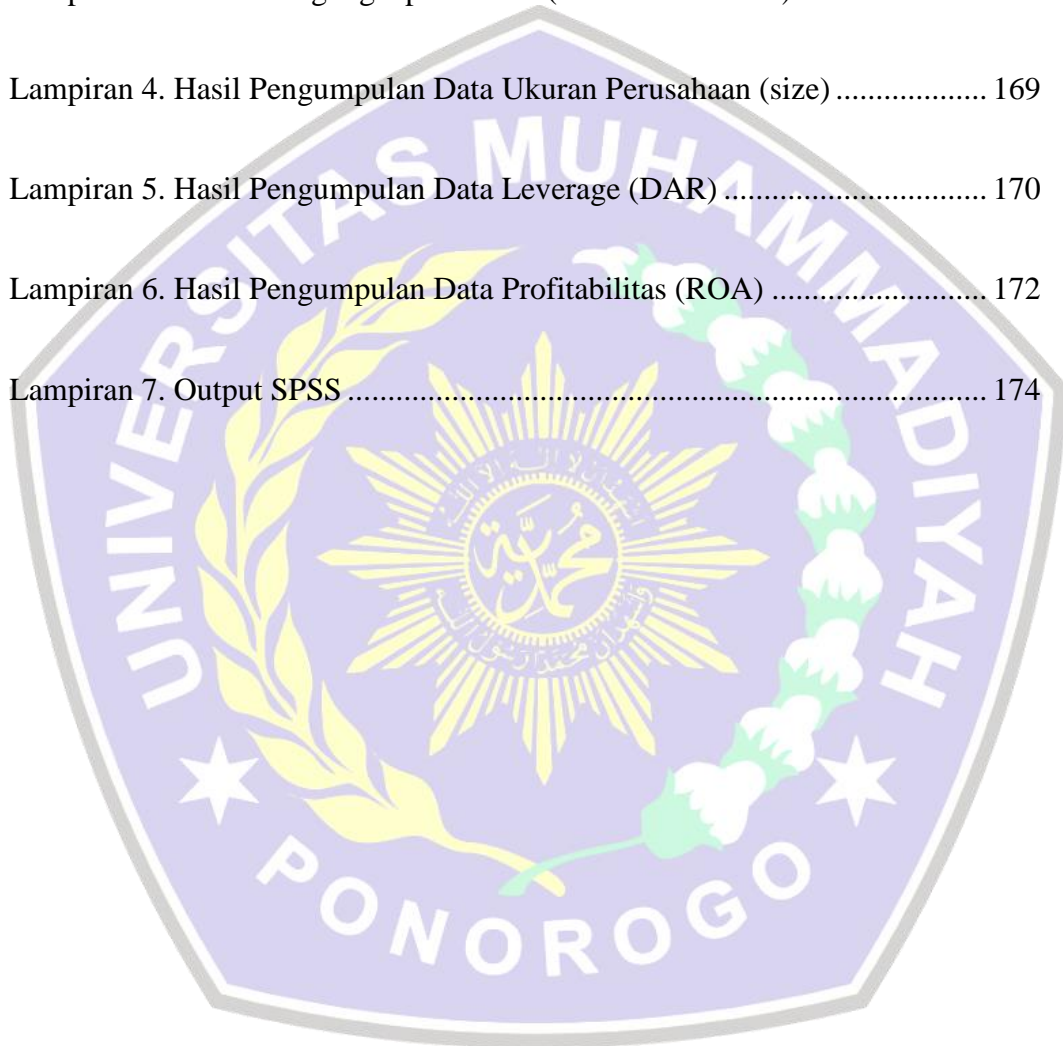 Lampiran 4. Hasil Pengumpulan Data Ukuran Perusahaan (size) ................... 169
Lampiran 5. Hasil Pengumpulan Data Leverage (DAR) ................................. 170
Lampiran 6. Hasil Pengumpulan Data Profitabilitas (ROA) ........................... 172
Lampiran 7. Output SPSS ................................................................................ 174
UNIVERSITAS MUHAMMADIYAH
PONOROGO